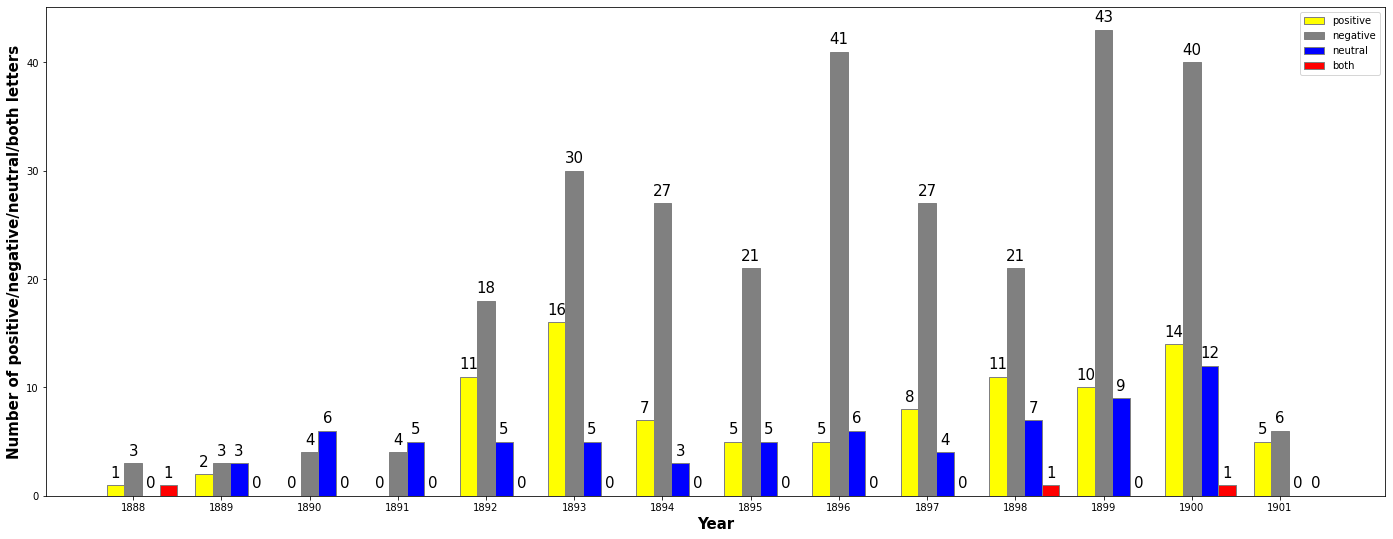 Number of positive/negative/neutral/both letters
40
30
20
10
0
positive
negative
neutral
both
1 3 0 1
2 3 3 0
0 4 6 0
0 4 5 0
11 18 5 0
16 30 5 0
7 27 3 0
5 21 5 0
5 41 6 0
8 27 4 0
11 21 7 1
10 43 9 0
14 40 12 1
5 6 0 0
1888 1889 1890 1891 1892 1893 1894 1895 1896 1897 1898 1899 1900 1901
Year